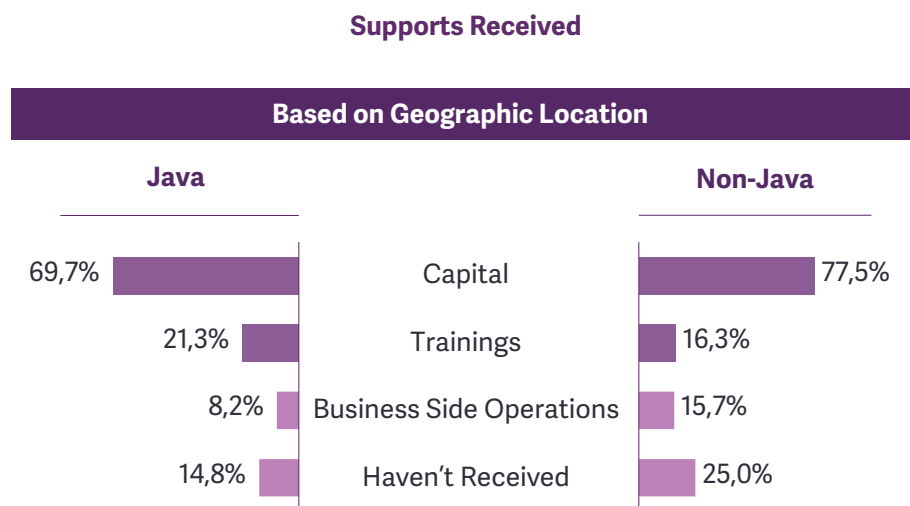 Supports Received
Based on Geographic Location
Java
Non-Java
69,7% Capital 77,5%
21,3% Trainings 16,3%
8,2% Business Side Operations 15,7%
14,8% Haven’t Received 25,0%